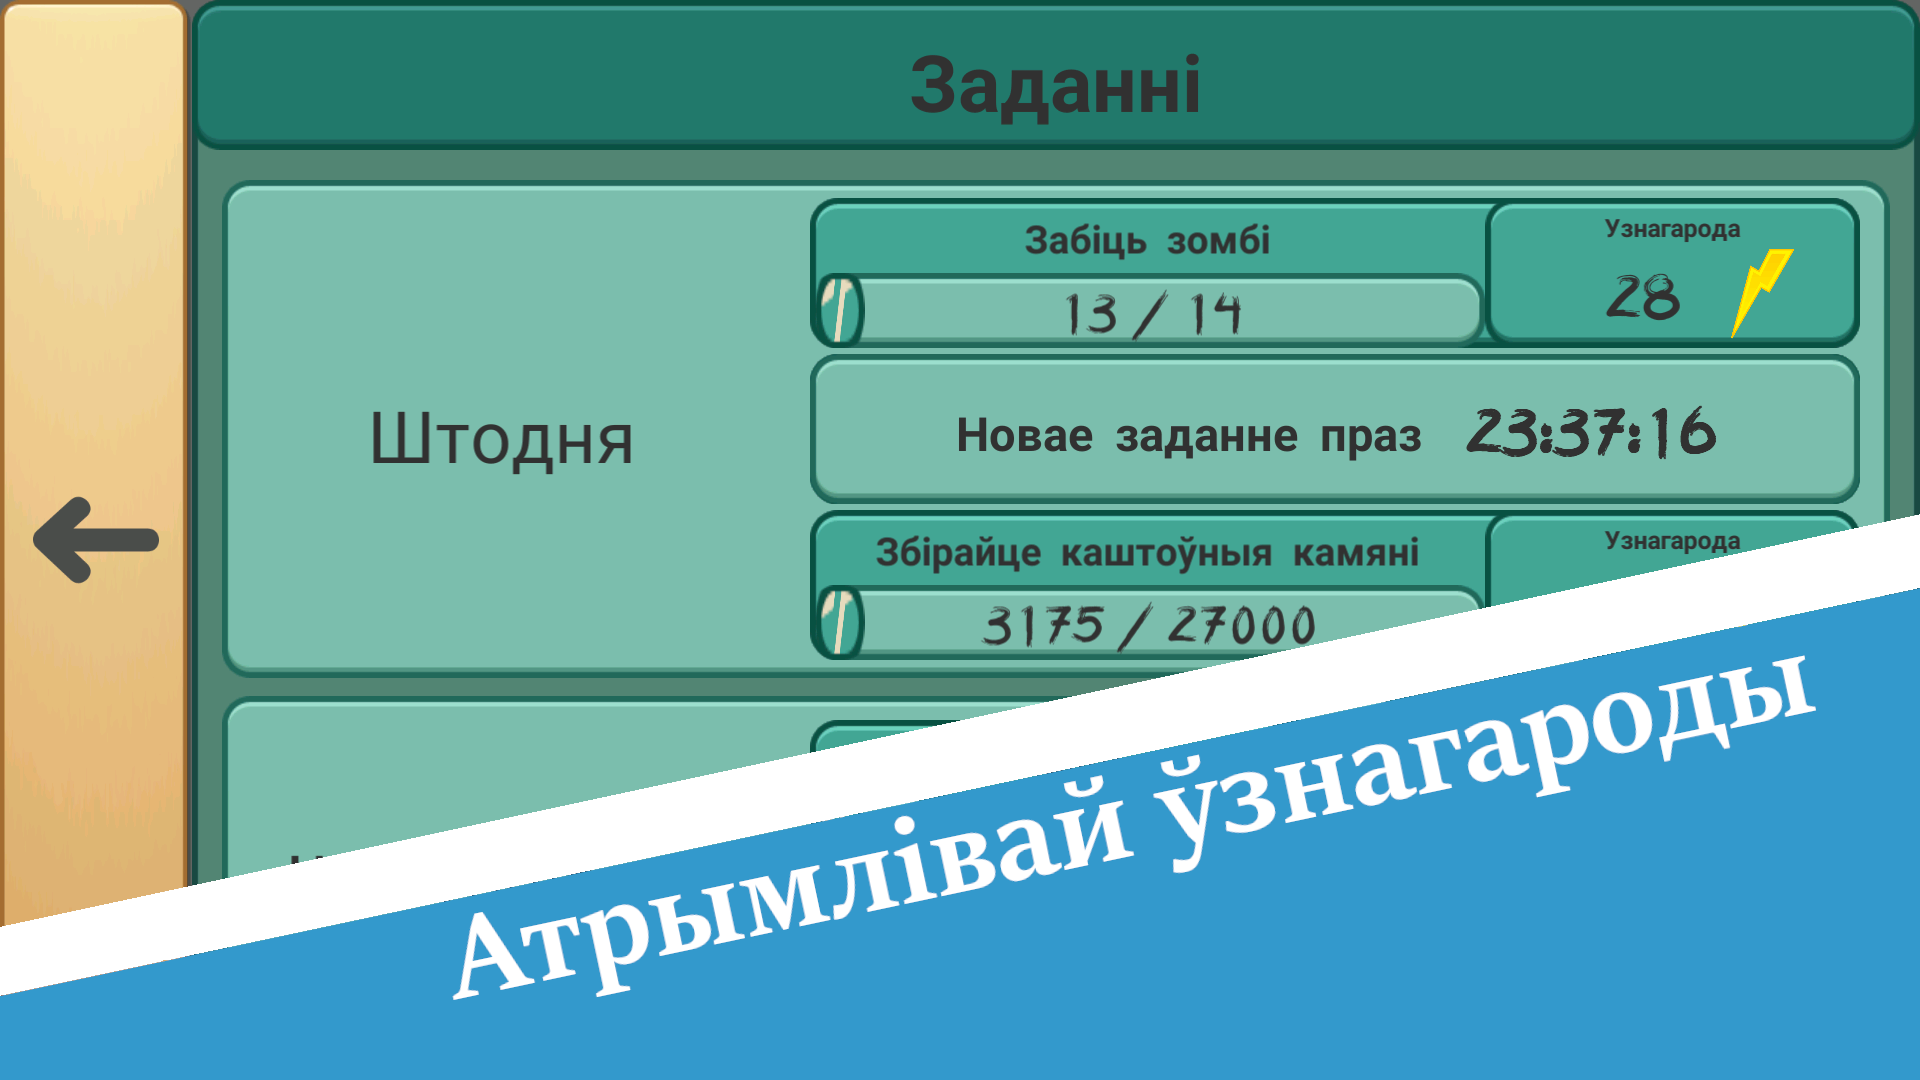 Заданні
Забіць зомбі
Узнагарода
13 / 14
28
Штодня
Новае заданне праз 23:37:16
Збірайце каштоўныя камяні
Узнагарода
3175 / 27000
Атрымлівай ўзнагароды